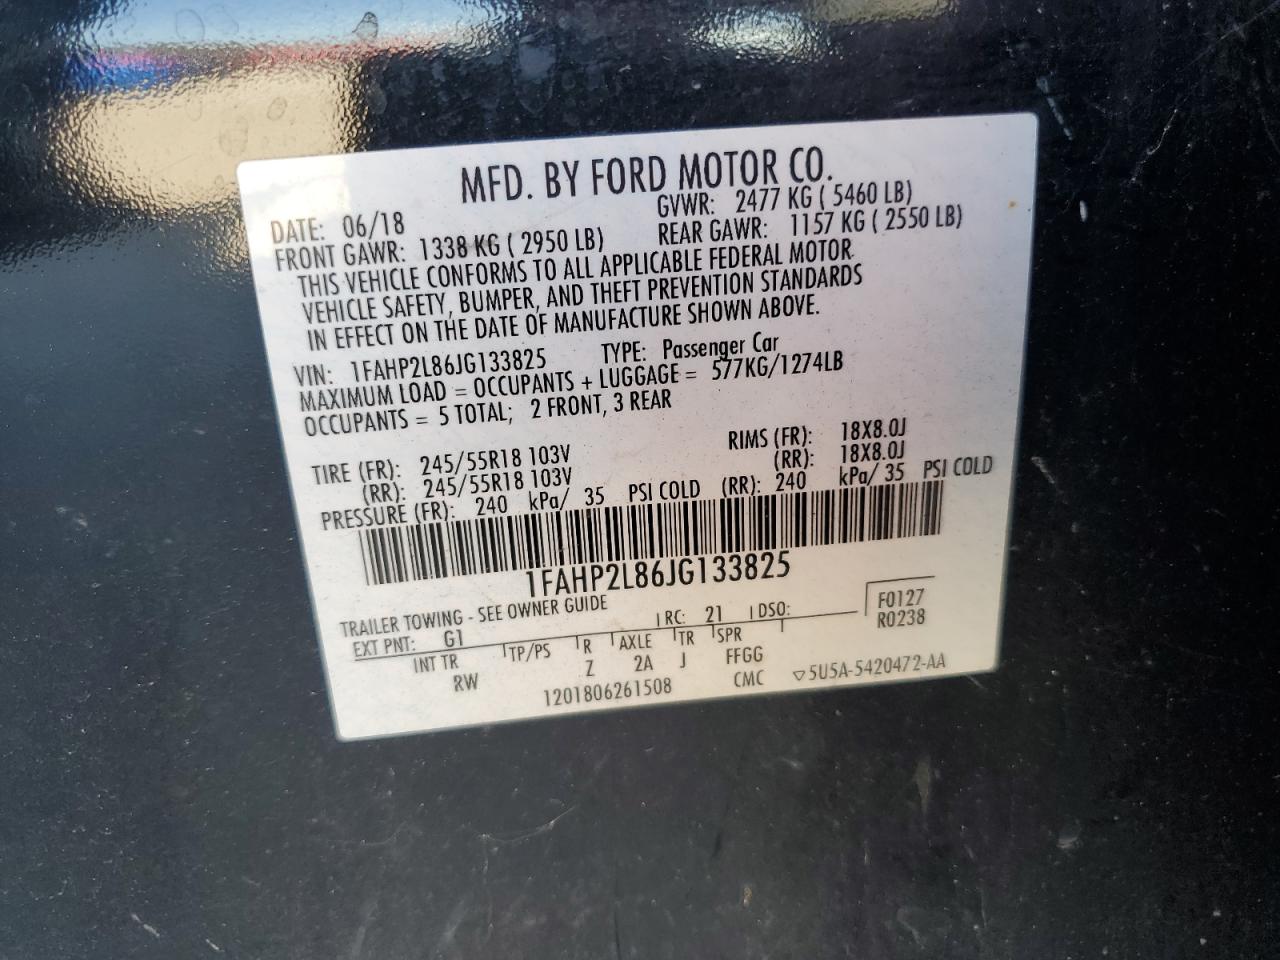 MFD. BY FORD MOTOR CO.
DATE: 06/18 GVWR: 2477 KG ( 5460 LB)
FRONT GAWR: 1338 KG ( 2950 LB) REAR GAWR: 1157 KG ( 2550 LB)
THIS VEHICLE CONFORMS TO ALL APPLICABLE FEDERAL MOTOR
VEHICLE SAFETY, BUMPER, AND THEFT PREVENTION STANDARDS
IN EFFECT ON THE DATE OF MANUFACTURE SHOWN ABOVE.
VIN: 1FAHP2L86JG133825 TYPE: Passenger Car
MAXIMUM LOAD = OCCUPANTS + LUGGAGE = 577KG/1274LB
OCCUPANTS = 5 TOTAL; 2 FRONT, 3 REAR
TIRE (FR): 245/55R18 103V RIMS (FR): 18X8.0J
(RR): 245/55R18 103V (RR): 18X8.0J
PRESSURE (FR): 240 kPa/ 35 PSI COLD (RR): 240 kPa/ 35 PSI COLD
1FAHP2L86JG133825
TRAILER TOWING - SEE OWNER GUIDE
EXT PNT: G1 RC: 21 DSO: F0127
INT TR TP/PS R AXLE TR SPR R0238
RW Z 2A J FFGG
1201806261508 CMC ▽5U5A-5420472-AA